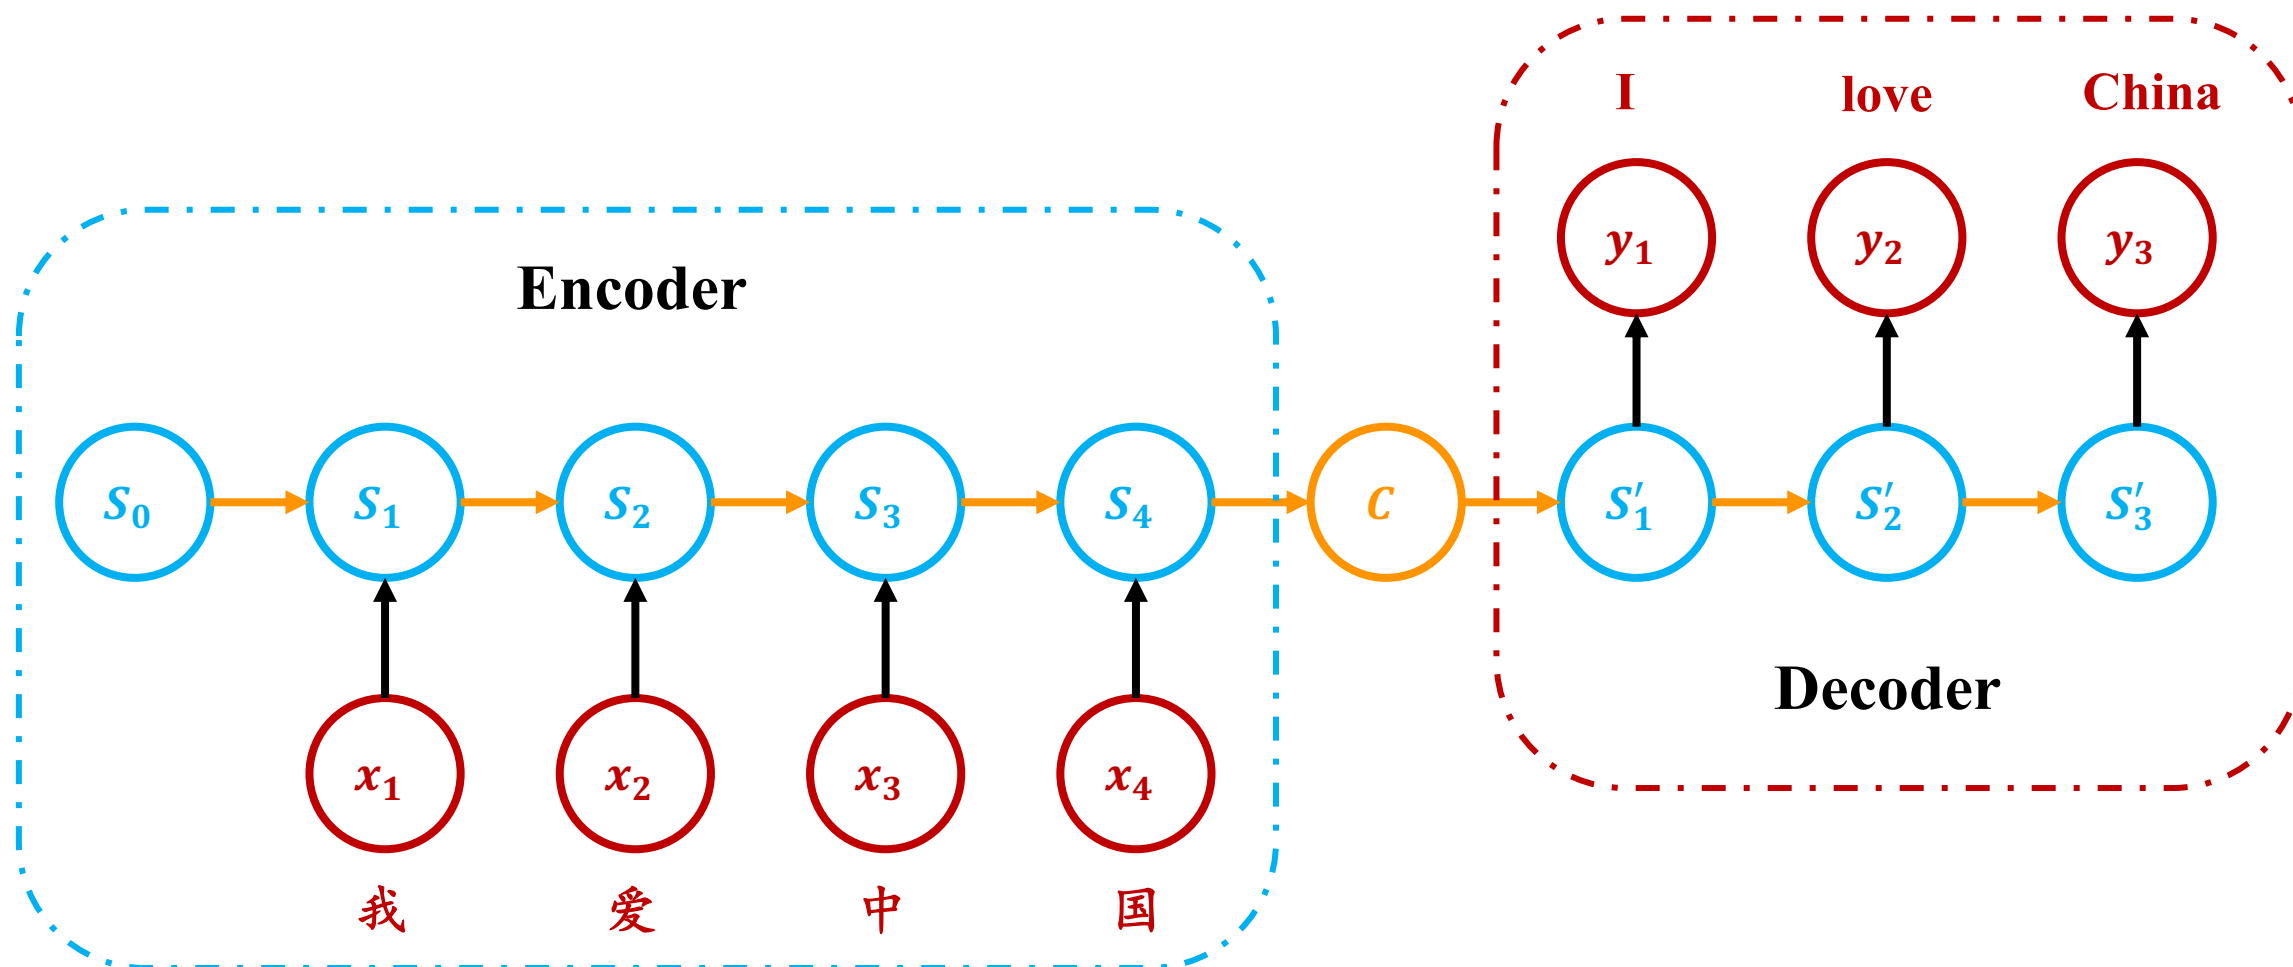 I love China
y₁ y₂ y₃
Encoder
S₀ S₁ S₂ S₃ S₄ C S′₁ S′₂ S′₃
Decoder
x₁ x₂ x₃ x₄
我 爱 中 国